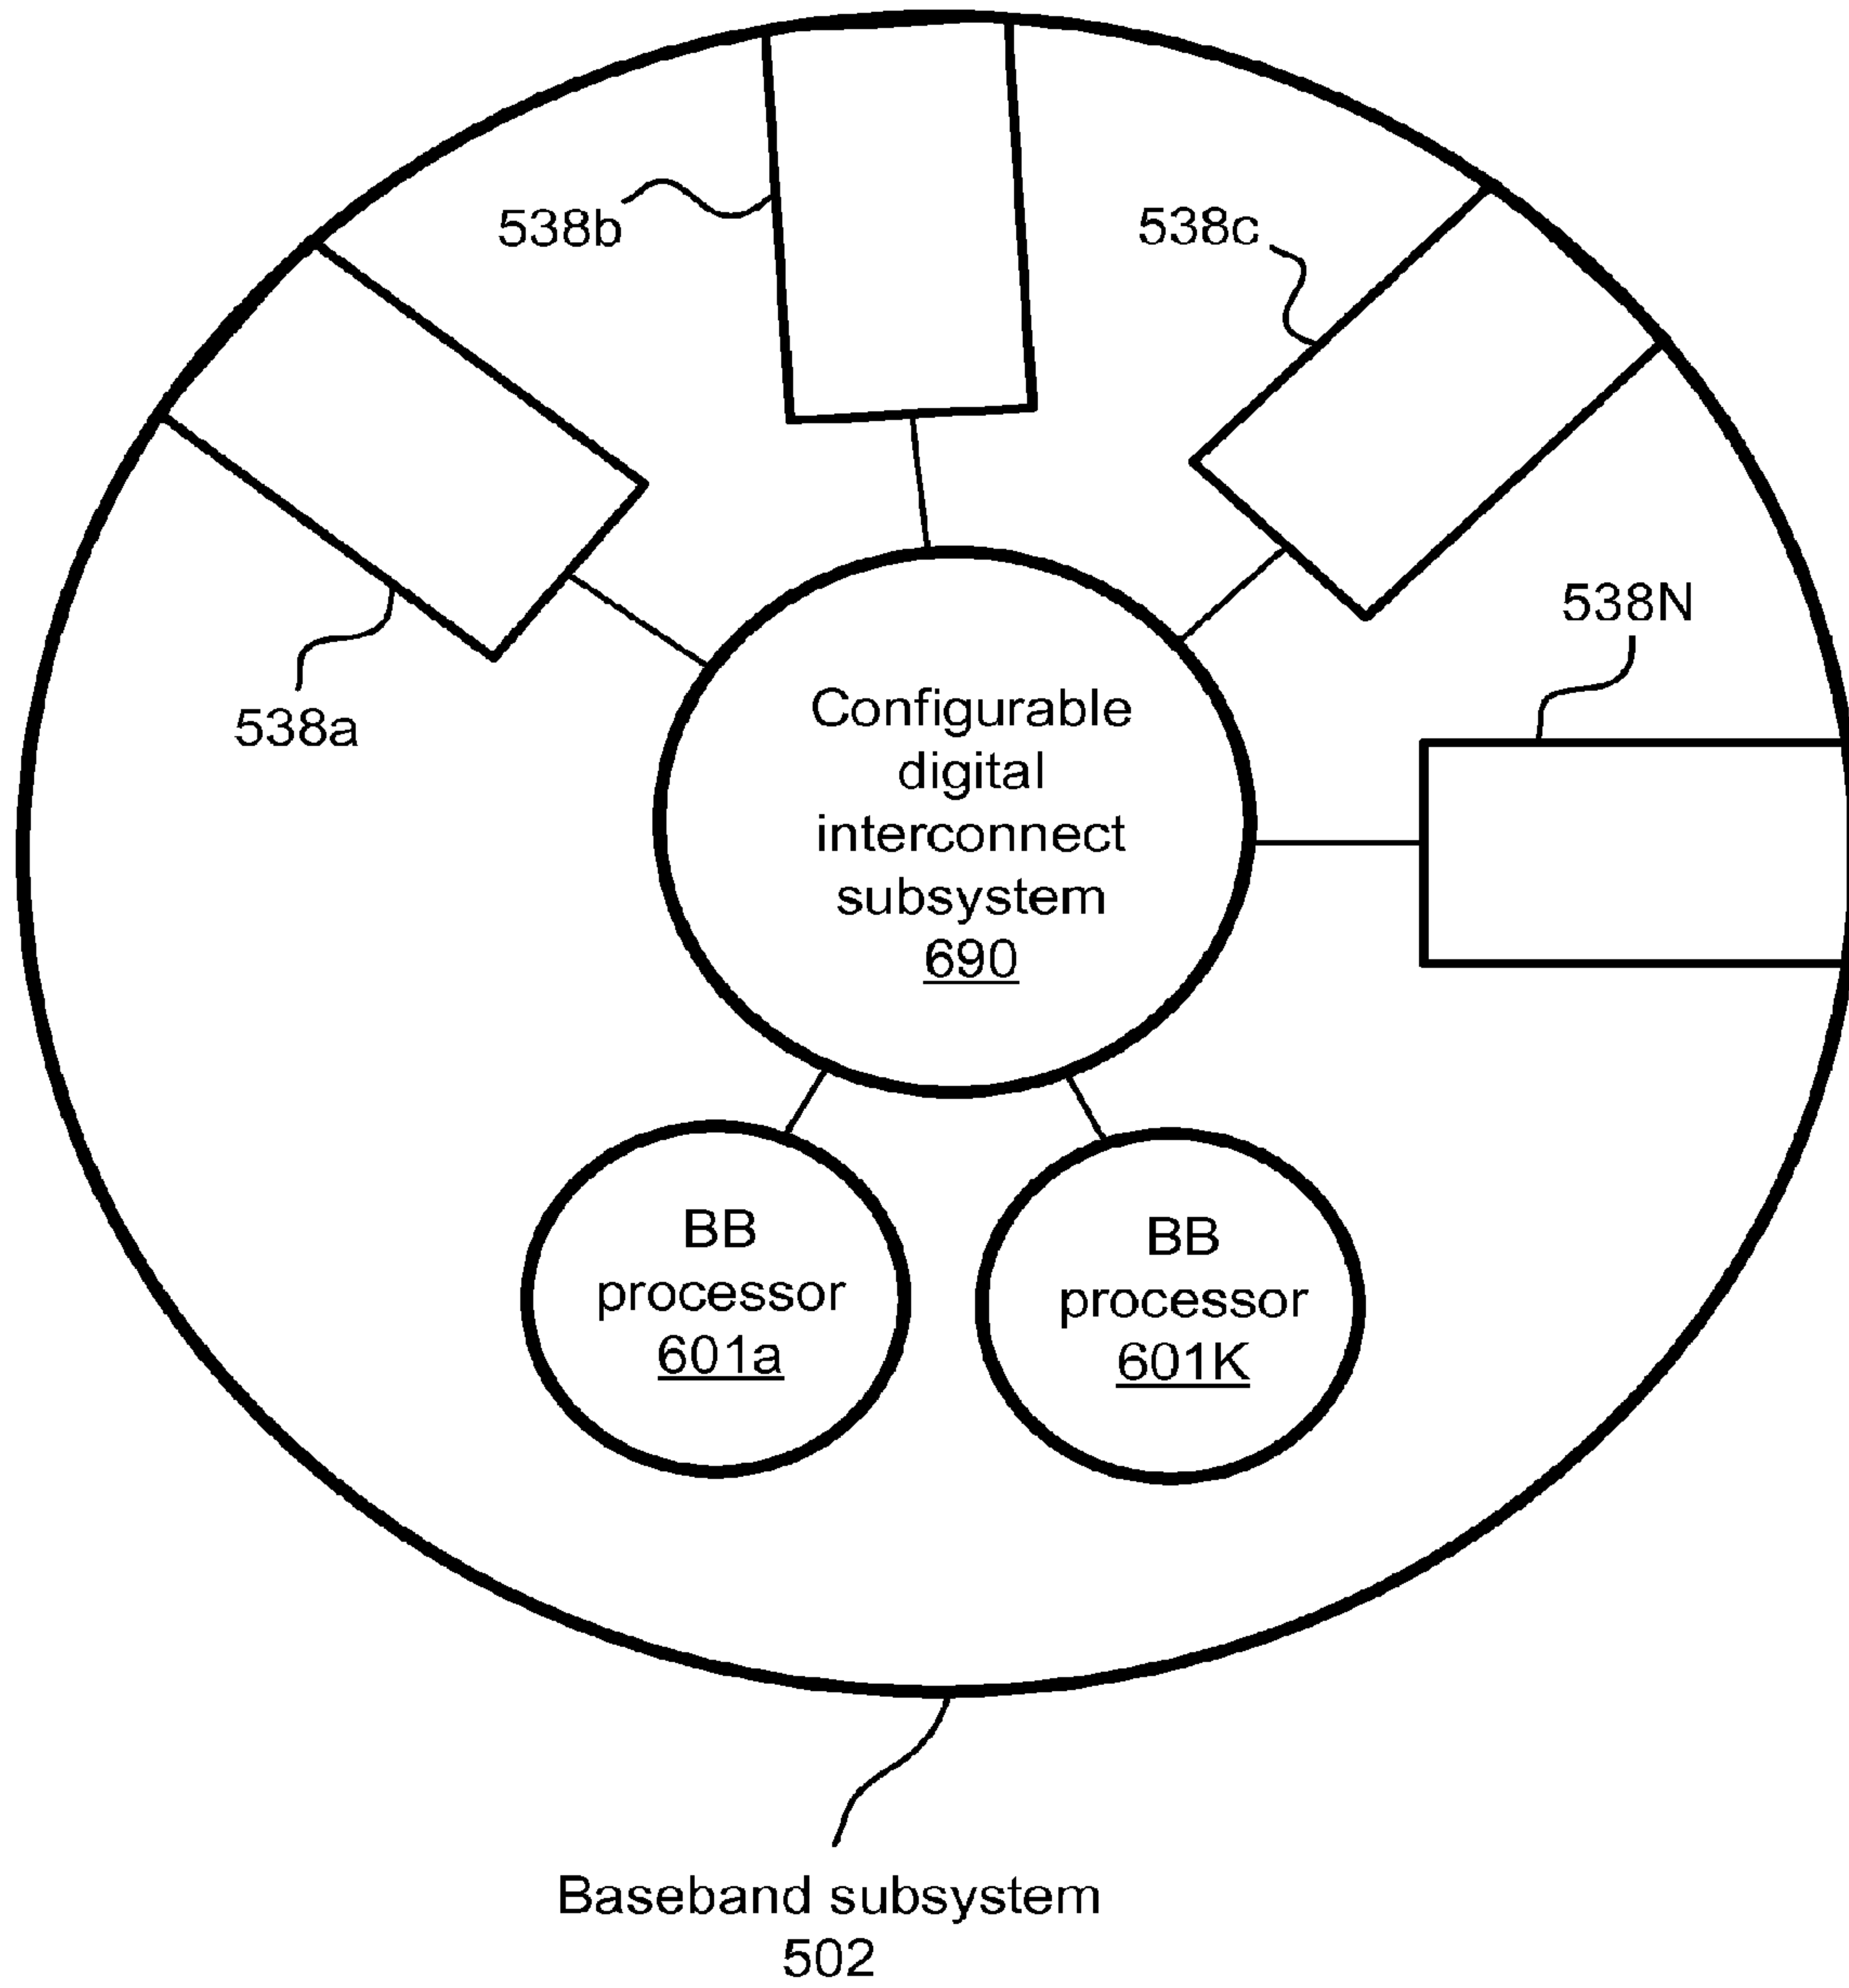 538b
538c
538N
538a
Configurable
digital
interconnect
subsystem
690
BB
processor
601a
BB
processor
601K
Baseband subsystem
502